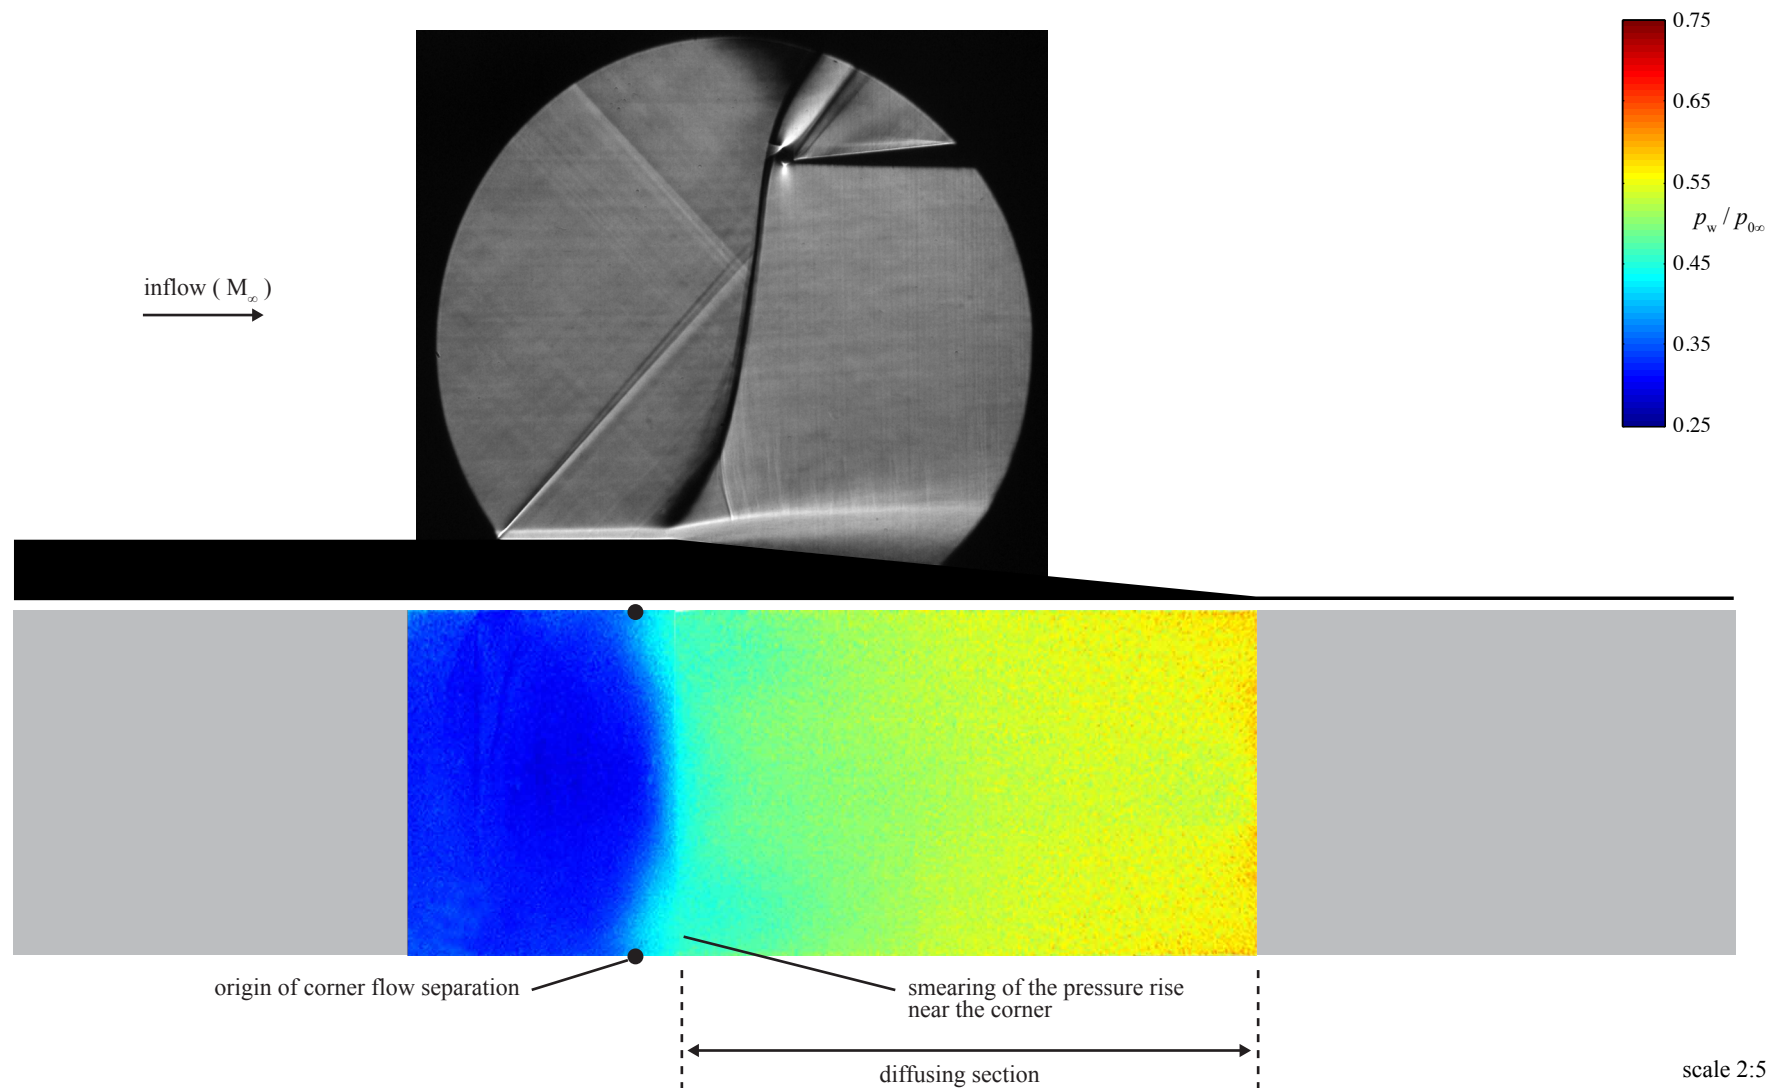 0.75
0.65
0.55
p_w / p_0∞
0.45
0.35
0.25
inflow ( M_∞ )
origin of corner flow separation
smearing of the pressure rise
near the corner
diffusing section
scale 2:5